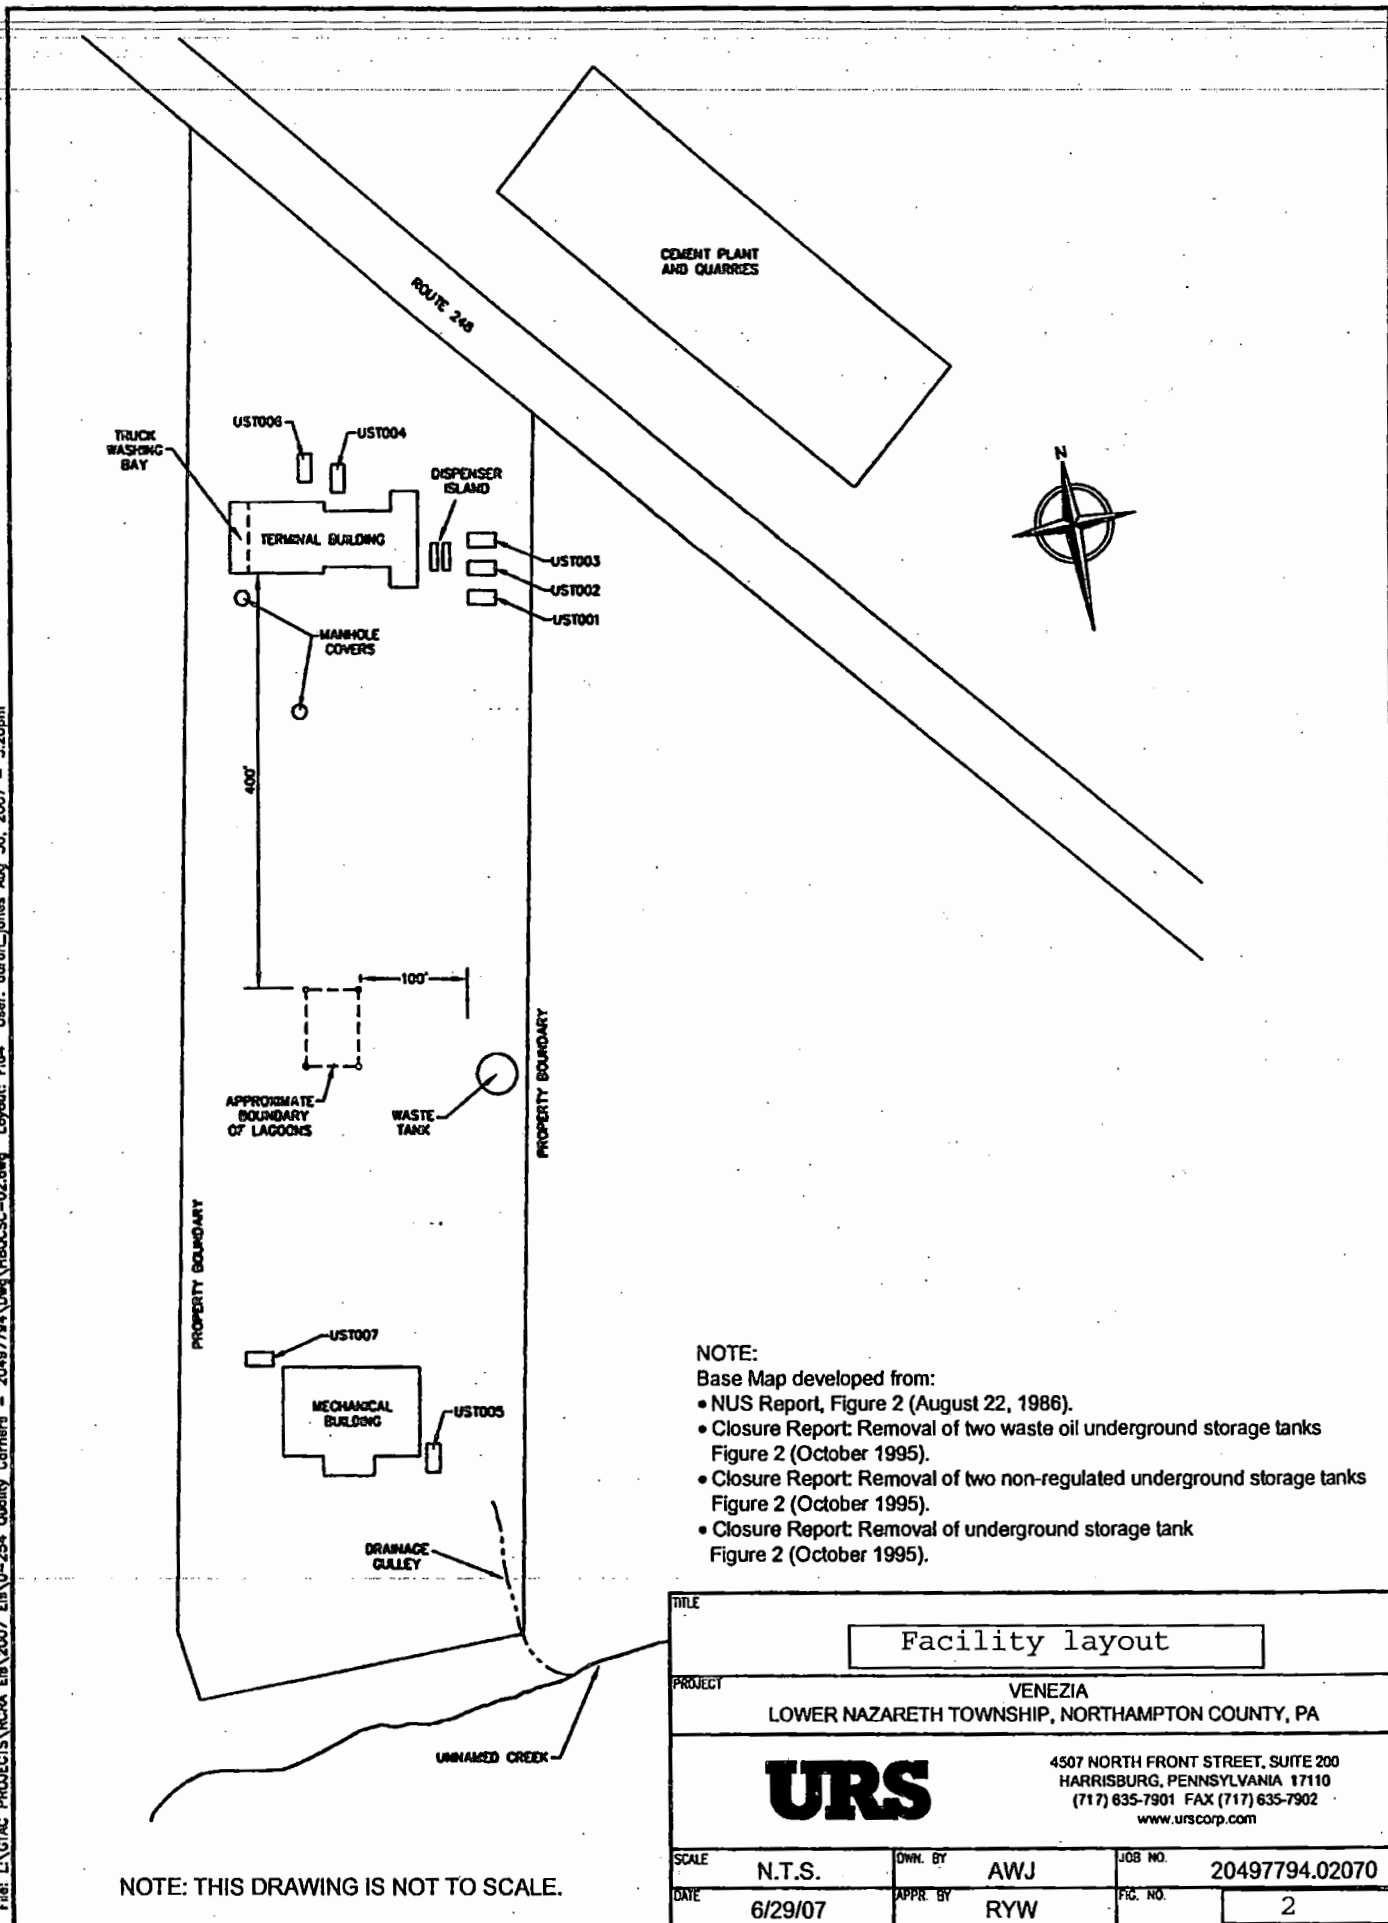 CEMENT PLANT
AND QUARRIES
ROUTE 248
N
UST006
UST004
TRUCK
WASHING
BAY
DISPENSER
ISLAND
TERMINAL BUILDING
UST003
UST002
UST001
MANHOLE
COVERS
400'
100'
APPROXIMATE
BOUNDARY
OF LAGOONS
WASTE
TANK
PROPERTY BOUNDARY
PROPERTY BOUNDARY
UST007
MECHANICAL
BUILDING
UST005
DRAINAGE
GULLEY
UNNAMED CREEK
NOTE:
Base Map developed from:
• NUS Report, Figure 2 (August 22, 1986).
• Closure Report: Removal of two waste oil underground storage tanks
Figure 2 (October 1995).
• Closure Report: Removal of two non-regulated underground storage tanks
Figure 2 (October 1995).
• Closure Report: Removal of underground storage tank
Figure 2 (October 1995).
NOTE: THIS DRAWING IS NOT TO SCALE.
TITLE
Facility layout
PROJECT
VENEZIA
LOWER NAZARETH TOWNSHIP, NORTHAMPTON COUNTY, PA
URS
4507 NORTH FRONT STREET, SUITE 200
HARRISBURG, PENNSYLVANIA 17110
(717) 635-7901 FAX (717) 635-7902
www.urscorp.com
SCALE N.T.S.
DWN. BY AWJ
JOB NO. 20497794.02070
DATE 6/29/07
APPR. BY RYW
FIG. NO. 2